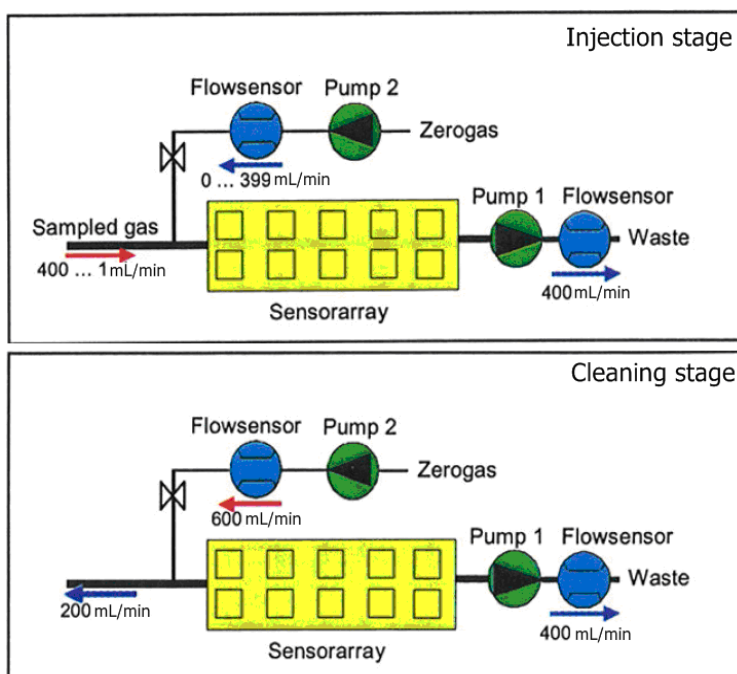 Injection stage
Flowsensor Pump 2
Zerogas
0 ... 399 mL/min
Pump 1 Flowsensor
Sampled gas
Waste
400 ... 1 mL/min
400 mL/min
Sensorarray
Cleaning stage
Flowsensor Pump 2
Zerogas
600 mL/min
Pump 1 Flowsensor
Waste
200 mL/min
400 mL/min
Sensorarray